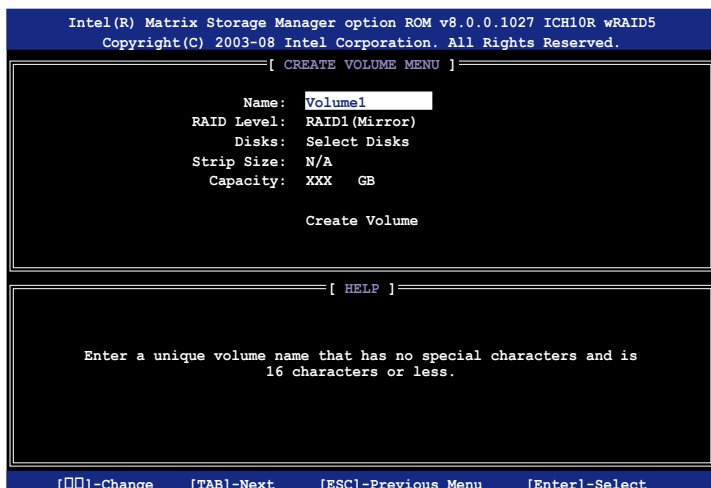 Intel(R) Matrix Storage Manager option ROM v8.0.0.1027 ICH10R wRAID5
Copyright(C) 2003-08 Intel Corporation. All Rights Reserved.
[ CREATE VOLUME MENU ]
Name: Volume1
RAID Level: RAID1(Mirror)
Disks: Select Disks
Strip Size: N/A
Capacity: XXX GB
Create Volume
[ HELP ]
Enter a unique volume name that has no special characters and is
16 characters or less.
[▯▯]-Change [TAB]-Next [ESC]-Previous Menu [Enter]-Select